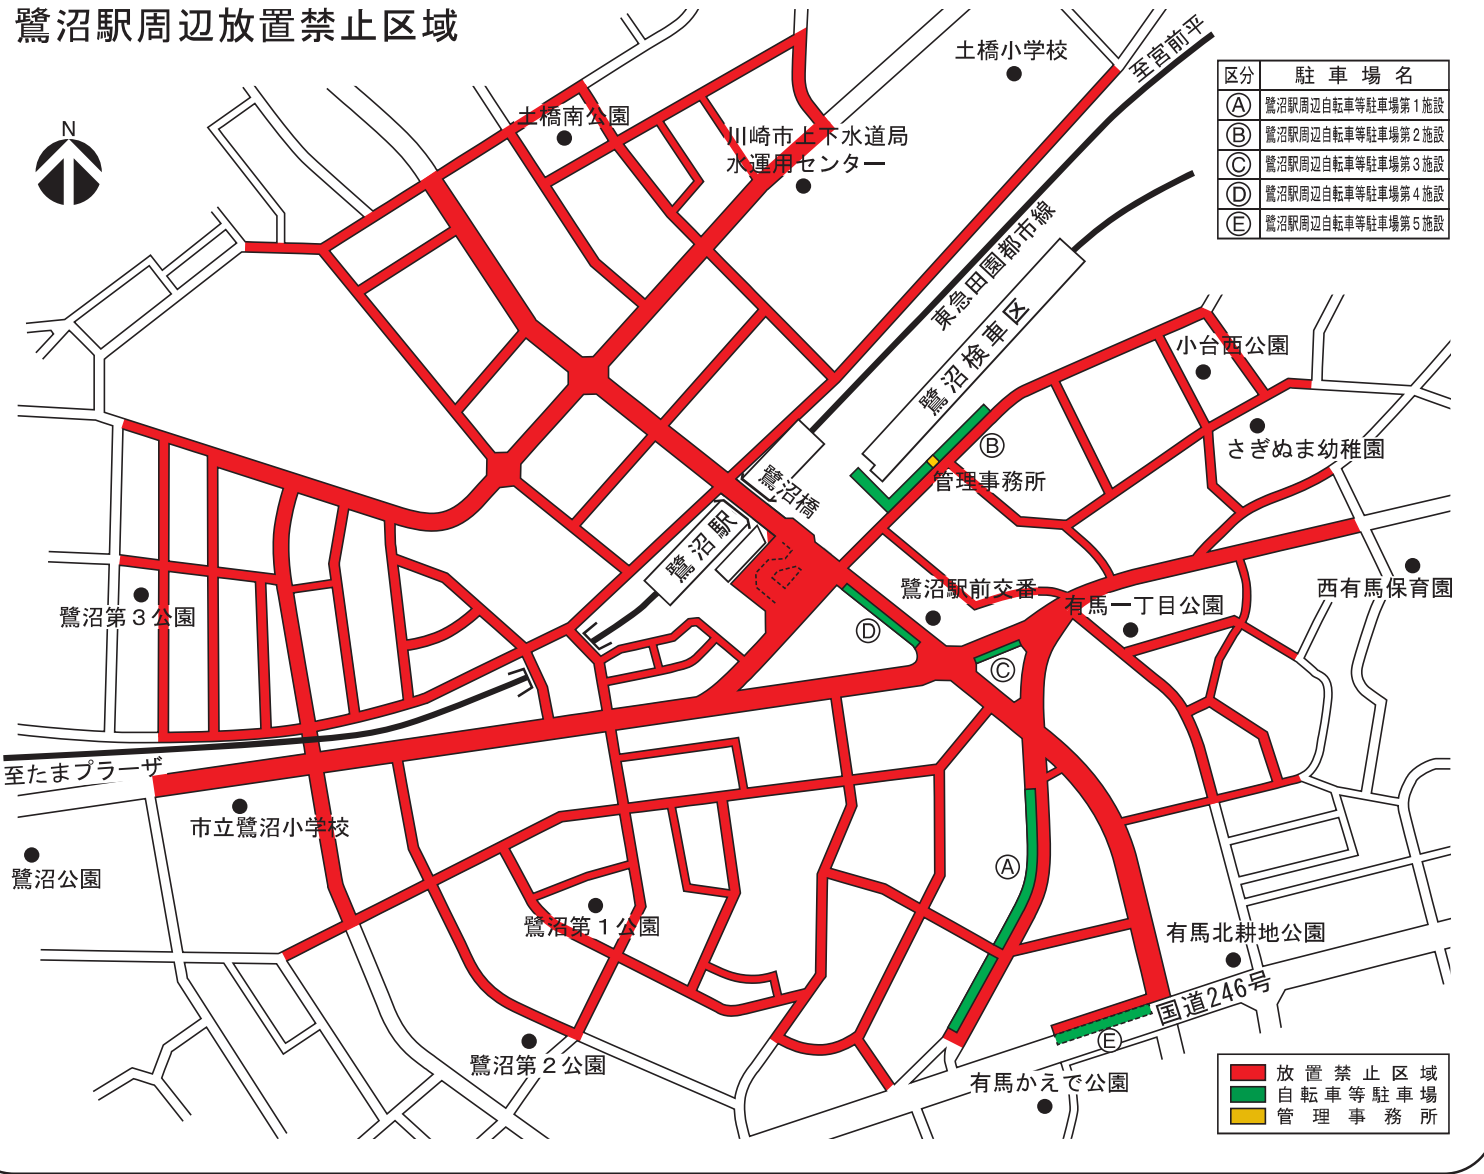 鷺沼駅周辺放置禁止区域
N
土橋小学校
至宮前平
土橋南公園
川崎市上下水道局
水運用センター
区分 駐車場名
A 鷺沼駅周辺自転車等駐車場第1施設
B 鷺沼駅周辺自転車等駐車場第2施設
C 鷺沼駅周辺自転車等駐車場第3施設
D 鷺沼駅周辺自転車等駐車場第4施設
E 鷺沼駅周辺自転車等駐車場第5施設
東急田園都市線
鷺沼検車区
小台西公園
さぎぬま幼稚園
B
管理事務所
鷺沼橋
鷺沼駅
鷺沼第3公園
鷺沼駅前交番
有馬一丁目公園
西有馬保育園
D
C
至たまプラーザ
市立鷺沼小学校
鷺沼公園
A
鷺沼第1公園
有馬北耕地公園
国道246号
E
鷺沼第2公園
有馬かえで公園
放置禁止区域
自転車等駐車場
管理事務所